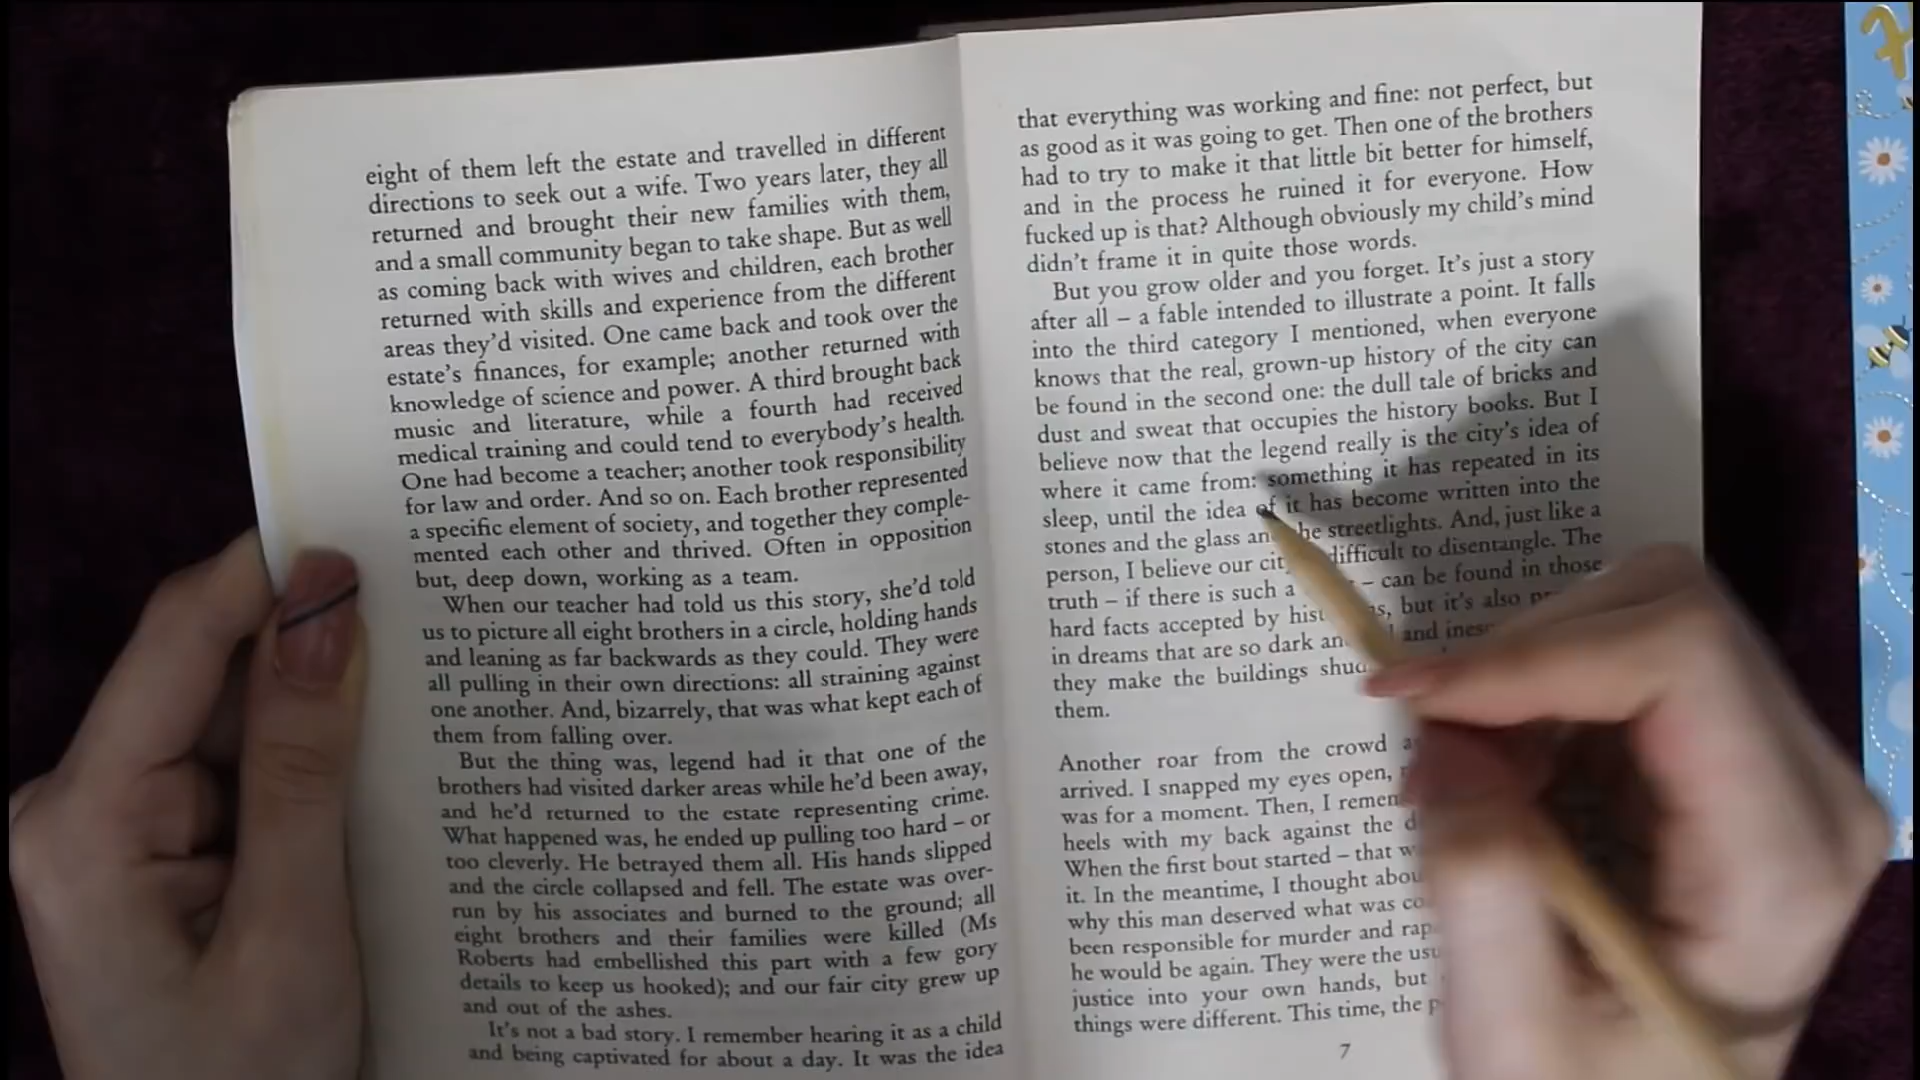 eight of them left the estate and travelled in different
directions to seek out a wife. Two years later, they all
returned and brought their new families with them,
and a small community began to take shape. But as well
as coming back with wives and children, each brother
returned with skills and experience from the different
areas they'd visited. One came back and took over the
estate's finances, for example; another returned with
knowledge of science and power. A third brought back
music and literature, while a fourth had received
medical training and could tend to everybody's health.
One had become a teacher; another took responsibility
for law and order. And so on. Each brother represented
a specific element of society, and together they comple-
mented each other and thrived. Often in opposition
but, deep down, working as a team.
When our teacher had told us this story, she'd told
us to picture all eight brothers in a circle, holding hands
and leaning as far backwards as they could. They were
all pulling in their own directions: all straining against
one another. And, bizarrely, that was what kept each of
them from falling over.
But the thing was, legend had it that one of the
brothers had visited darker areas while he'd been away,
and he'd returned to the estate representing crime.
What happened was, he ended up pulling too hard – or
too cleverly. He betrayed them all. His hands slipped
and the circle collapsed and fell. The estate was over-
run by his associates and burned to the ground; all
eight brothers and their families were killed (Ms
Roberts had embellished this part with a few gory
details to keep us hooked); and our fair city grew up
and out of the ashes.
It's not a bad story. I remember hearing it as a child
and being captivated for about a day. It was the idea
that everything was working and fine: not perfect, but
as good as it was going to get. Then one of the brothers
had to try to make it that little bit better for himself,
and in the process he ruined it for everyone. How
fucked up is that? Although obviously my child's mind
didn't frame it in quite those words.
But you grow older and you forget. It's just a story
after all – a fable intended to illustrate a point. It falls
into the third category I mentioned, when everyone
knows that the real, grown-up history of the city can
be found in the second one: the dull tale of bricks and
dust and sweat that occupies the history books. But I
believe now that the legend really is the city's idea of
where it came from: something it has repeated in its
sleep, until the idea of it has become written into the
stones and the glass and the streetlights. And, just like a
person, I believe our city difficult to disentangle. The
truth – if there is such a – can be found in those
hard facts accepted by but it's also
in dreams that are so dark and and
they make the buildings
them.
Another roar from the crowd
arrived. I snapped my eyes open,
was for a moment. Then, I
heels with my back against the
When the first bout started – that
it. In the meantime, I thought
why this man deserved what was
been responsible for murder and
he would be again. They were the
justice into your own hands, but
things were different. This time, the
7